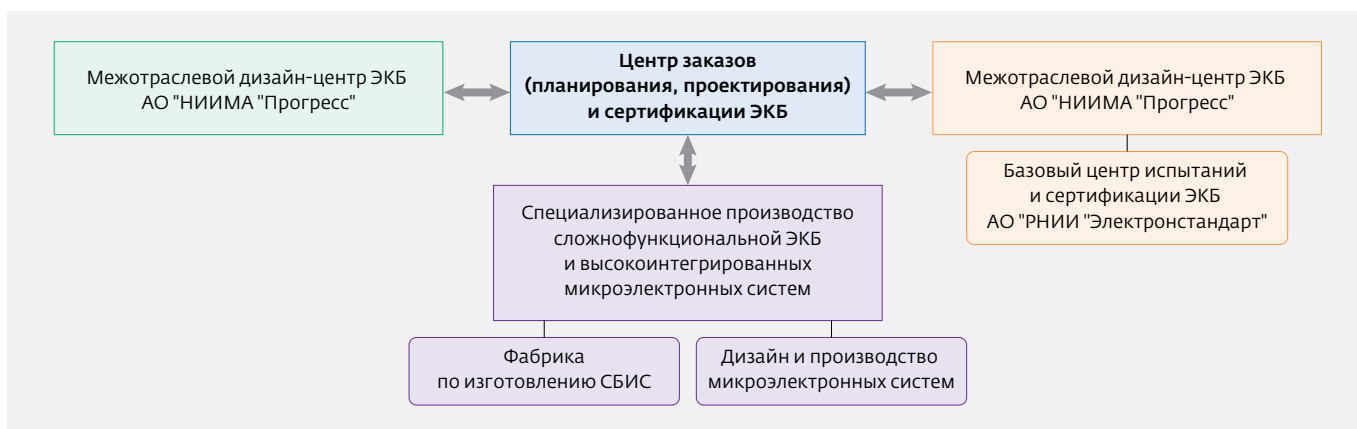 Межотраслевой дизайн-центр ЭКБ
АО "НИИМА "Прогресс"
Центр заказов
(планирования, проектирования)
и сертификации ЭКБ
Межотраслевой дизайн-центр ЭКБ
АО "НИИМА "Прогресс"
Базовый центр испытаний
и сертификации ЭКБ
АО "РНИИ "Электронстандарт"
Специализированное производство
сложнофункциональной ЭКБ
и высокоинтегрированных
микроэлектронных систем
Фабрика
по изготовлению СБИС
Дизайн и производство
микроэлектронных систем